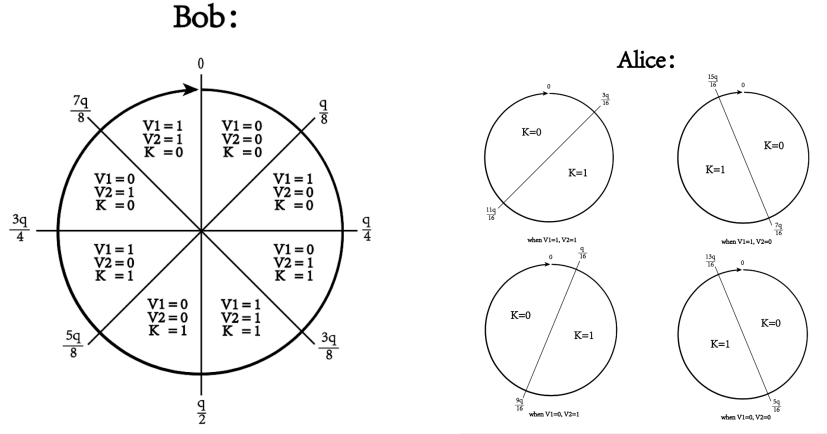 Bob:
0
q/8
q/4
3q/8
q/2
5q/8
3q/4
7q/8
V1=0
V2=0
K =0
V1=1
V2=0
K =0
V1=0
V2=1
K =1
V1=1
V2=1
K =1
V1=0
V2=0
K =1
V1=1
V2=0
K =1
V1=0
V2=1
K =0
V1=1
V2=1
K =0
Alice:
0
3q/16
K=0
K=1
11q/16
when V1=1, V2=1
15q/16
0
K=0
K=1
7q/16
when V1=1, V2=0
0
q/16
K=0
K=1
9q/16
when V1=0, V2=1
13q/16
0
K=0
K=1
5q/16
when V1=0, V2=0